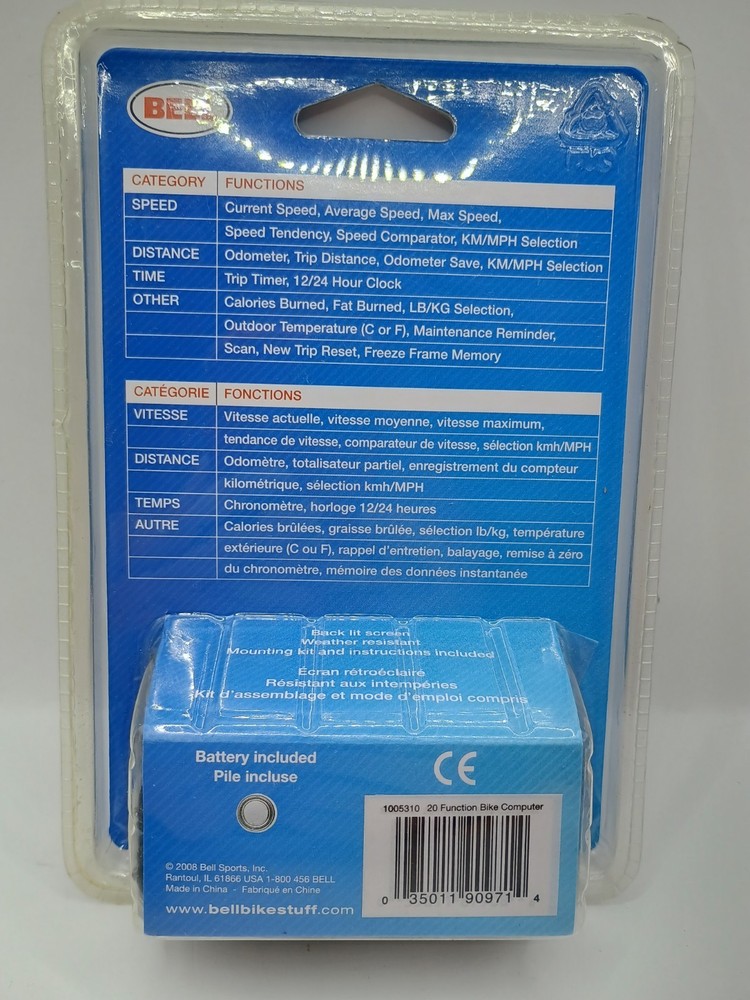 BELL
CATEGORY FUNCTIONS
SPEED Current Speed, Average Speed, Max Speed,
Speed Tendency, Speed Comparator, KM/MPH Selection
DISTANCE Odometer, Trip Distance, Odometer Save, KM/MPH Selection
TIME Trip Timer, 12/24 Hour Clock
OTHER Calories Burned, Fat Burned, LB/KG Selection,
Outdoor Temperature (C or F), Maintenance Reminder,
Scan, New Trip Reset, Freeze Frame Memory
CATÉGORIE FONCTIONS
VITESSE Vitesse actuelle, vitesse moyenne, vitesse maximum,
tendance de vitesse, comparateur de vitesse, sélection kmh/MPH
DISTANCE Odomètre, totalisateur partiel, enregistrement du compteur
kilométrique, sélection kmh/MPH
TEMPS Chronomètre, horloge 12/24 heures
AUTRE Calories brûlées, graisse brûlée, sélection lb/kg, température
extérieure (C ou F), rappel d'entretien, balayage, remise à zéro
du chronomètre, mémoire des données instantanée
Back lit screen
Weather resistant
Mounting kit and instructions included
Écran rétroéclairé
Résistant aux intempéries
Kit d'assemblage et mode d'emploi compris
Battery included
Pile incluse
CE
1005310 20 Function Bike Computer
0 35011 90971 4
© 2008 Bell Sports, Inc.
Rantoul, IL 61866 USA 1-800 456 BELL
Made in China - Fabriqué en Chine
www.bellbikestuff.com